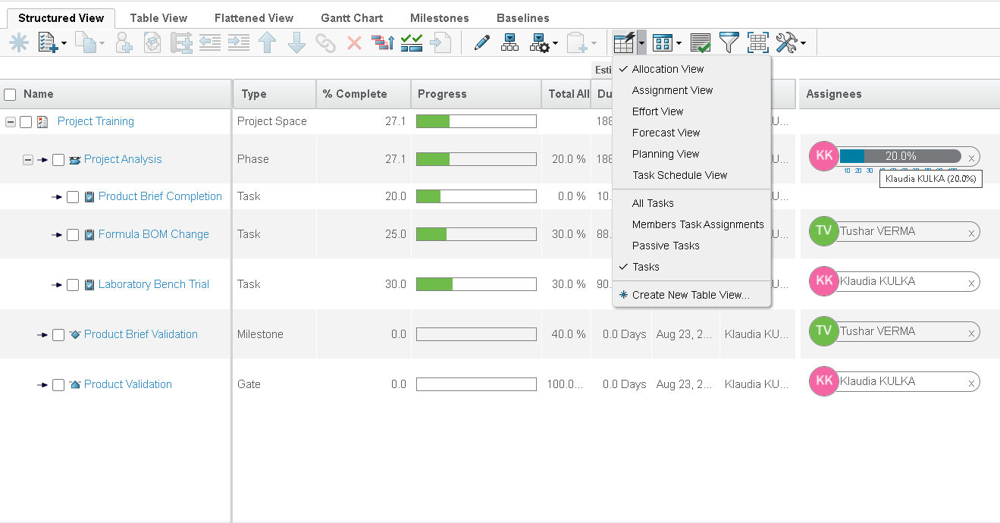 Structured View Table View Flattened View Gantt Chart Milestones Baselines
Esti
Name Type % Complete Progress Total All Du Assignees
Allocation View
Assignment View
Effort View
Forecast View
Planning View
Task Schedule View
All Tasks
Members Task Assignments
Passive Tasks
Tasks
Create New Table View...
Project Training Project Space 27.1 188 U...
Project Analysis Phase 27.1 20.0 % 188 KK 20.0% x
10 20 30
Klaudia KULKA (20.0%)
Product Brief Completion Task 20.0 0.0 % 10. U...
Formula BOM Change Task 25.0 30.0 % 88. U... TV Tushar VERMA x
Laboratory Bench Trial Task 30.0 30.0 % 90. U... KK Klaudia KULKA x
Product Brief Validation Milestone 0.0 40.0 % 0.0 Days Aug 23, 2... Klaudia KU... TV Tushar VERMA x
Product Validation Gate 0.0 100.0... 0.0 Days Aug 23, 2... Klaudia KU... KK Klaudia KULKA x